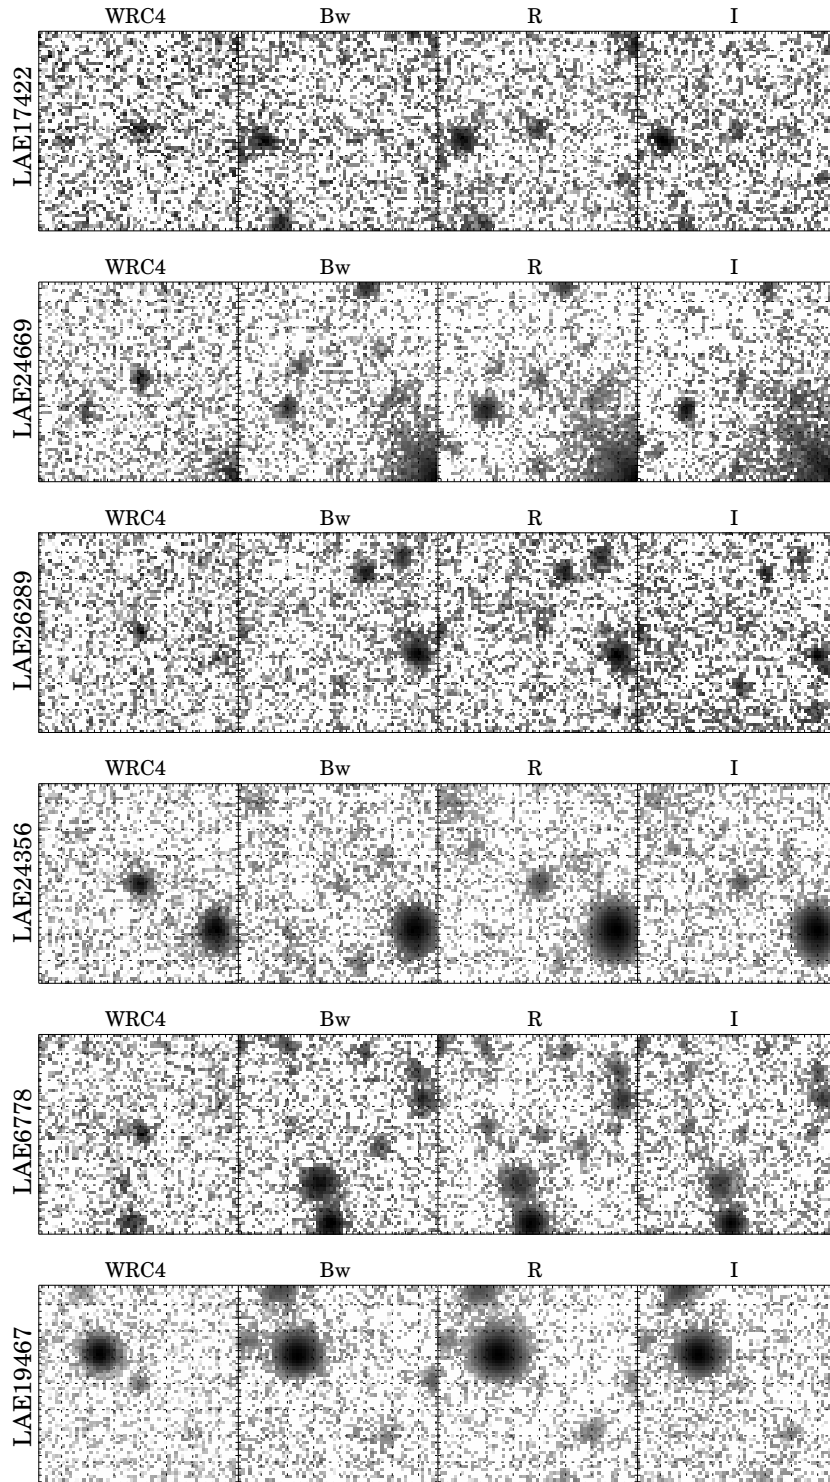 WRC4 Bw R I
LAE17422
WRC4 Bw R I
LAE24669
WRC4 Bw R I
LAE26289
WRC4 Bw R I
LAE24356
WRC4 Bw R I
LAE6778
WRC4 Bw R I
LAE19467